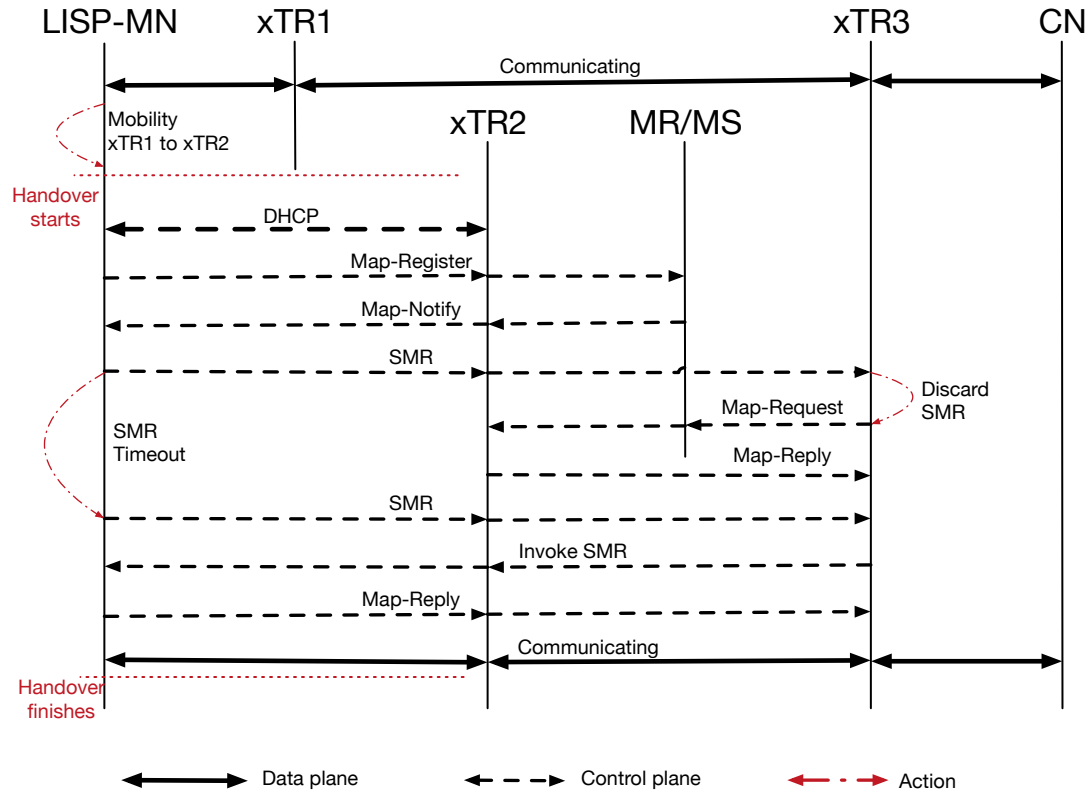 LISP-MN xTR1 xTR3 CN
Communicating
Mobility
xTR1 to xTR2
xTR2 MR/MS
Handover
starts
DHCP
Map-Register
Map-Notify
SMR
Discard
SMR
Map-Request
SMR
Timeout
Map-Reply
SMR
Invoke SMR
Map-Reply
Communicating
Handover
finishes
Data plane Control plane Action